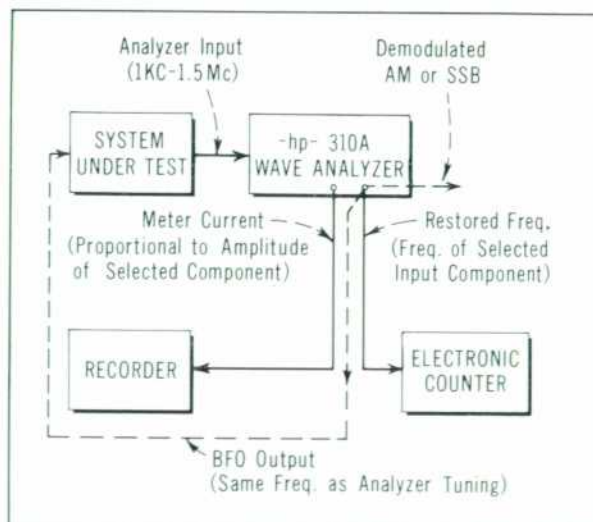 Analyzer Input
(1KC-1.5Mc)
Demodulated
AM or SSB
SYSTEM
UNDER TEST
-hp- 310A
WAVE ANALYZER
Meter Current
(Proportional to Amplitude
of Selected Component)
Restored Freq.
(Freq. of Selected
Input Component)
RECORDER
ELECTRONIC
COUNTER
BFO Output
(Same Freq. as Analyzer Tuning)